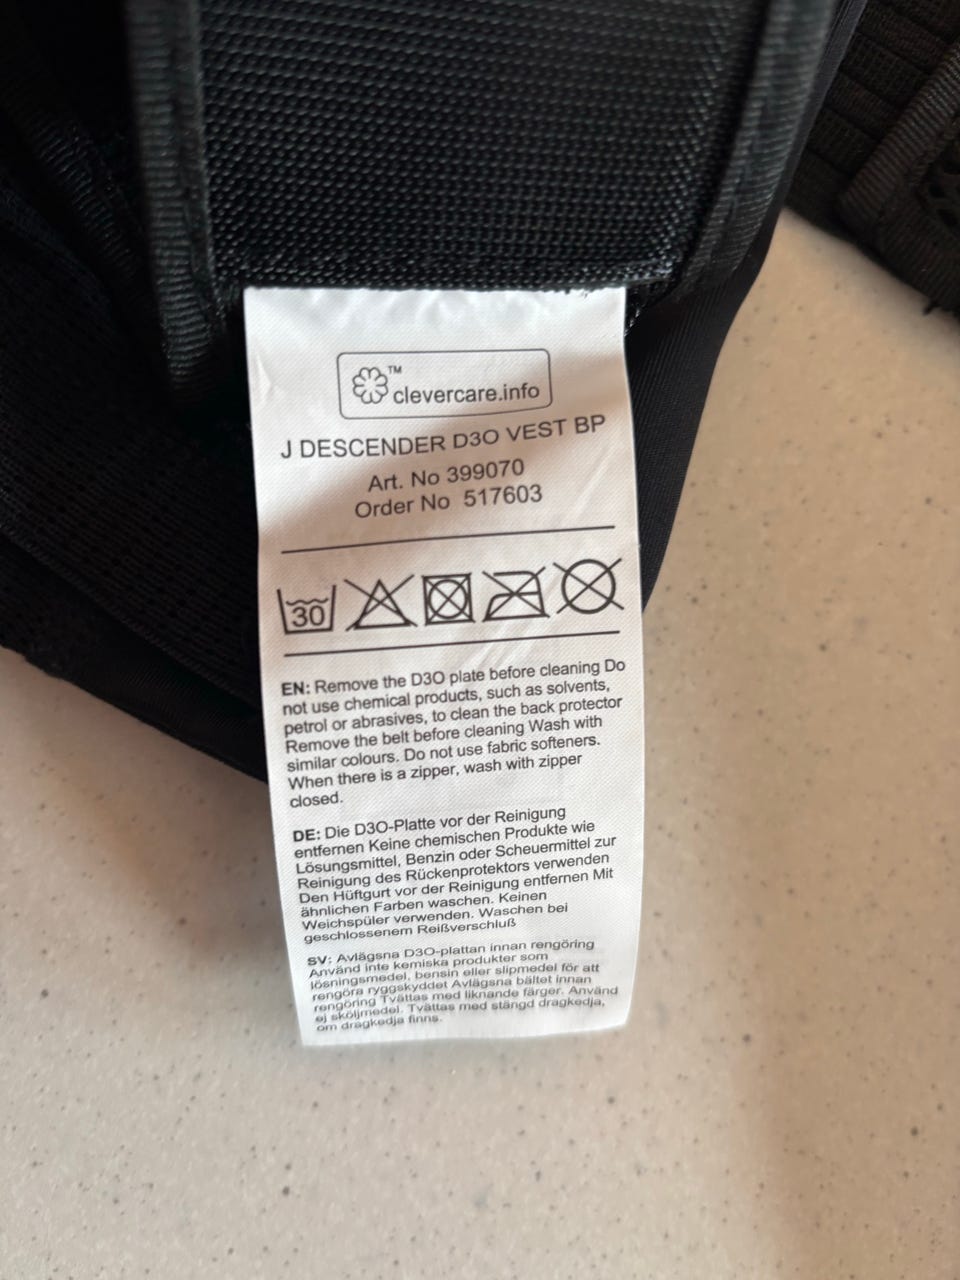 TM
clevercare.info
J DESCENDER D3O VEST BP
Art. No 399070
Order No 517603
30
EN: Remove the D3O plate before cleaning Do
not use chemical products, such as solvents,
petrol or abrasives, to clean the back protector
Remove the belt before cleaning Wash with
similar colours. Do not use fabric softeners.
When there is a zipper, wash with zipper
closed.
DE: Die D3O-Platte vor der Reinigung
entfernen Keine chemischen Produkte wie
Lösungsmittel, Benzin oder Scheuermittel zur
Reinigung des Rückenprotektors verwenden
Den Hüftgurt vor der Reinigung entfernen Mit
ähnlichen Farben waschen. Keinen
Weichspüler verwenden. Waschen bei
geschlossenem Reißverschluß
SV: Avlägsna D3O-plattan innan rengöring
Använd inte kemiska produkter som
lösningsmedel, bensin eller slipmedel för att
rengöra ryggskyddet Avlägsna bältet innan
rengöring Tvättas med liknande färger. Använd
ej sköljmedel. Tvättas med stängd dragkedja,
om dragkedja finns.